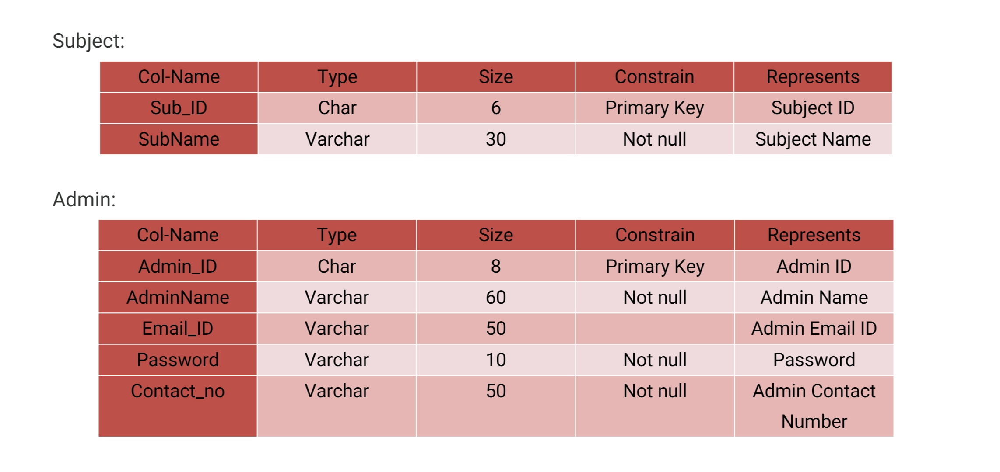 Subject:
Col-Name Type Size Constrain Represents
Sub_ID Char 6 Primary Key Subject ID
SubName Varchar 30 Not null Subject Name
Admin:
Col-Name Type Size Constrain Represents
Admin_ID Char 8 Primary Key Admin ID
AdminName Varchar 60 Not null Admin Name
Email_ID Varchar 50 Admin Email ID
Password Varchar 10 Not null Password
Contact_no Varchar 50 Not null Admin Contact
Number